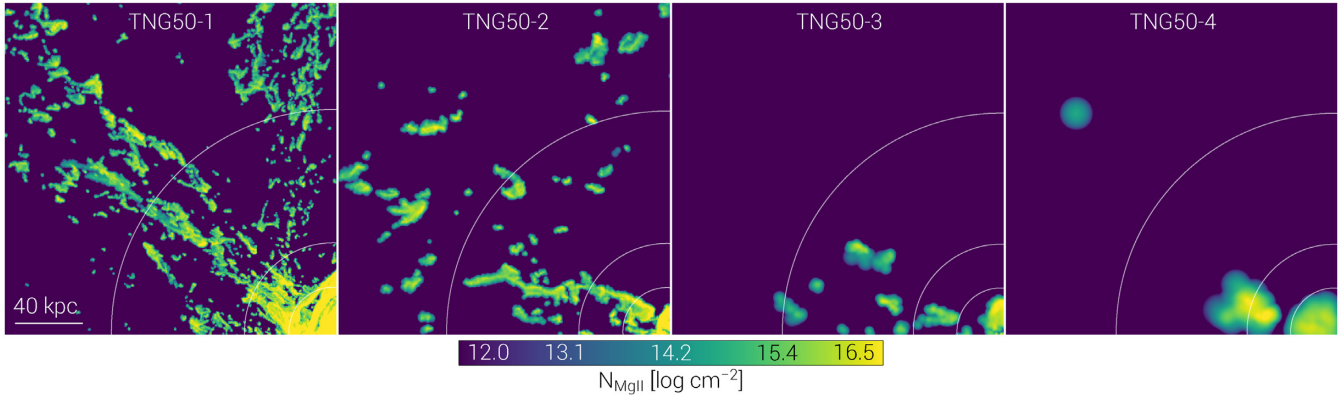 TNG50-1
TNG50-2
TNG50-3
TNG50-4
40 kpc
12.0 13.1 14.2 15.4 16.5
N_MgII [log cm⁻²]